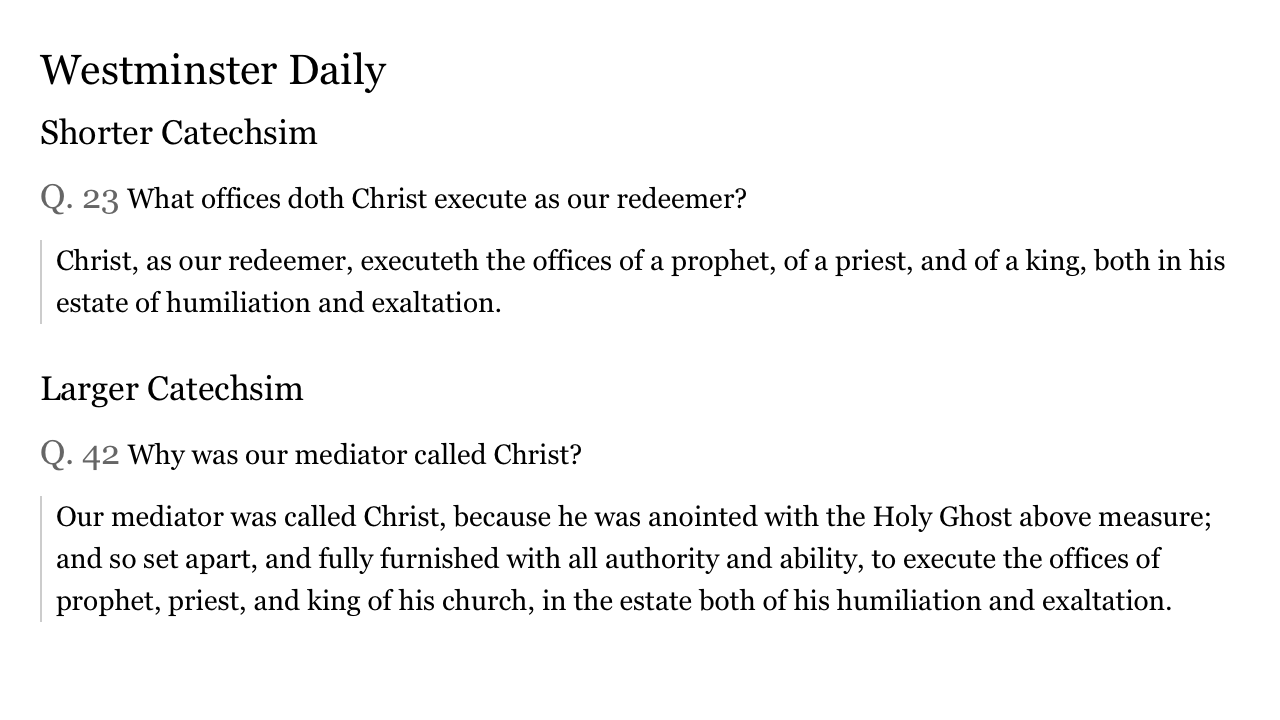 Westminster Daily
Shorter Catechsim
Q. 23 What offices doth Christ execute as our redeemer?
Christ, as our redeemer, executeth the offices of a prophet, of a priest, and of a king, both in his
estate of humiliation and exaltation.
Larger Catechsim
Q. 42 Why was our mediator called Christ?
Our mediator was called Christ, because he was anointed with the Holy Ghost above measure;
and so set apart, and fully furnished with all authority and ability, to execute the offices of
prophet, priest, and king of his church, in the estate both of his humiliation and exaltation.